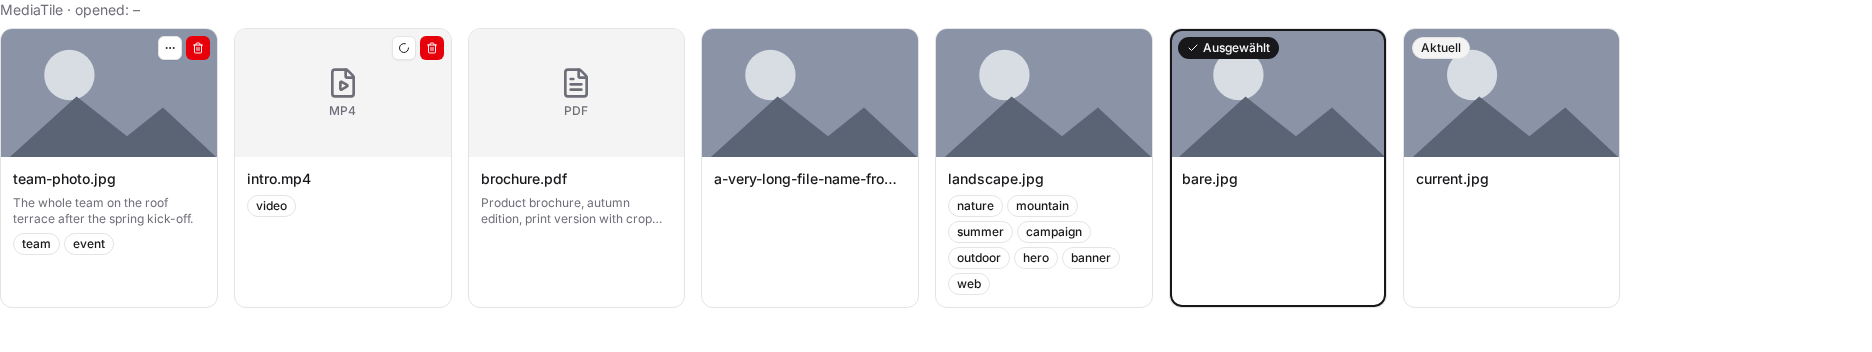 MediaTile · opened: –
MP4
PDF
Ausgewählt
Aktuell
team-photo.jpg
The whole team on the roof
terrace after the spring kick-off.
team event
intro.mp4
video
brochure.pdf
Product brochure, autumn
edition, print version with crop…
a-very-long-file-name-fro…
landscape.jpg
nature mountain
summer campaign
outdoor hero banner
web
bare.jpg
current.jpg